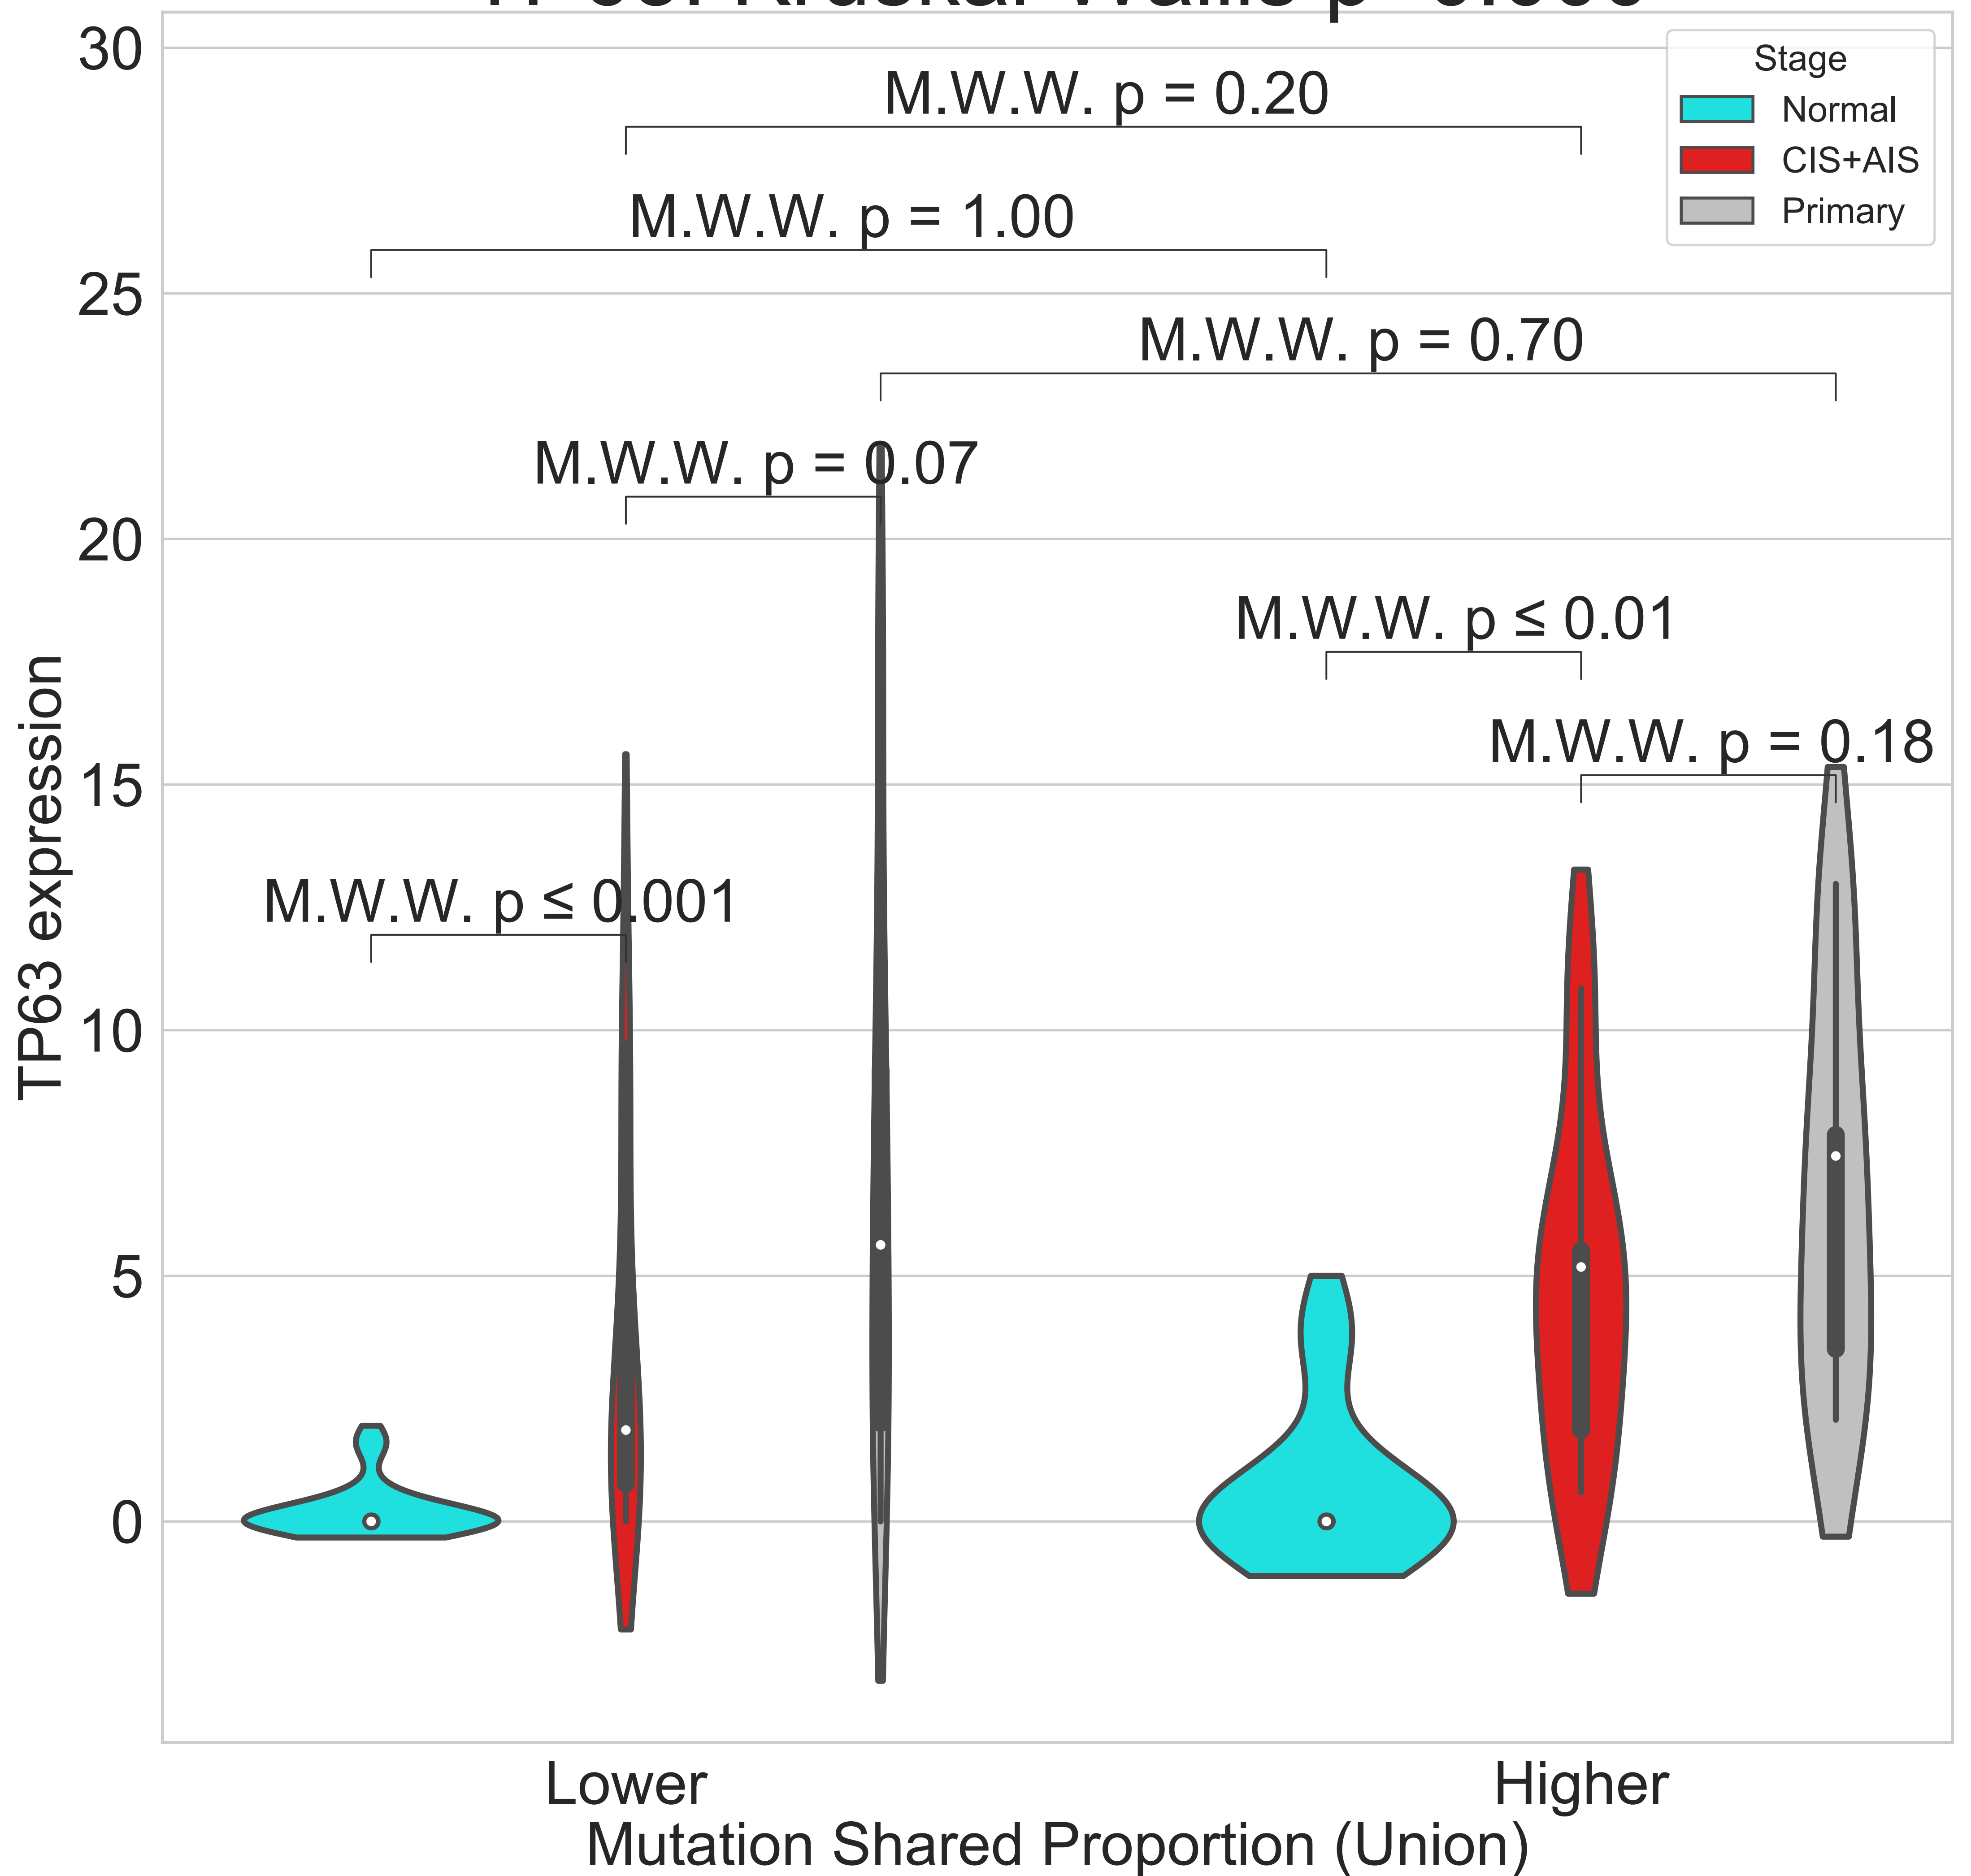 30
25
20
15
10
5
0
TP63 expression
M.W.W. p = 0.20
M.W.W. p = 1.00
M.W.W. p = 0.70
M.W.W. p = 0.07
M.W.W. p ≤ 0.01
M.W.W. p = 0.18
M.W.W. p ≤ 0.001
Stage
Normal
CIS+AIS
Primary
Lower
Higher
Mutation Shared Proportion (Union)